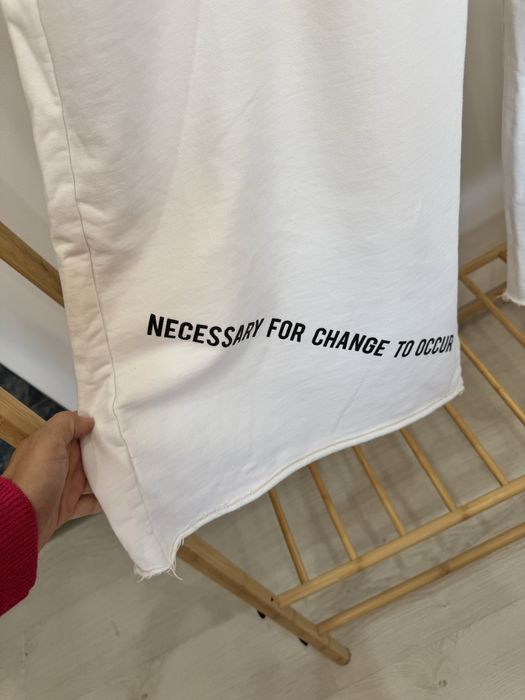 NECESSARY FOR CHANGE TO OCCUR